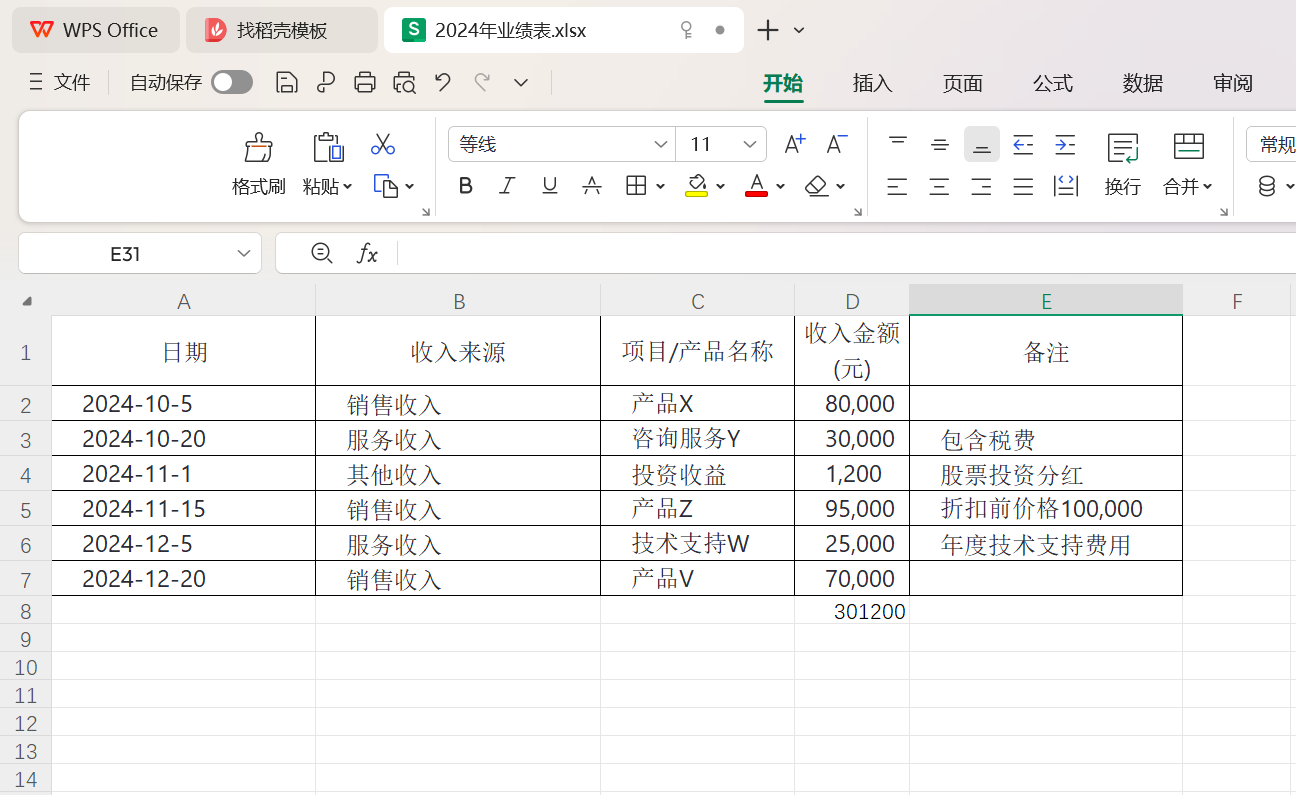 WPS Office 找稻壳模板 2024年业绩表.xlsx
文件 自动保存 开始 插入 页面 公式 数据 审阅
等线 11 A+ A- 常规
格式刷 粘贴 B I U A A 换行 合并
E31 fx
A B C D E F
1 日期 收入来源 项目/产品名称 收入金额
(元) 备注
2 2024-10-5 销售收入 产品X 80,000
3 2024-10-20 服务收入 咨询服务Y 30,000 包含税费
4 2024-11-1 其他收入 投资收益 1,200 股票投资分红
5 2024-11-15 销售收入 产品Z 95,000 折扣前价格100,000
6 2024-12-5 服务收入 技术支持W 25,000 年度技术支持费用
7 2024-12-20 销售收入 产品V 70,000
8 301200
9
10
11
12
13
14